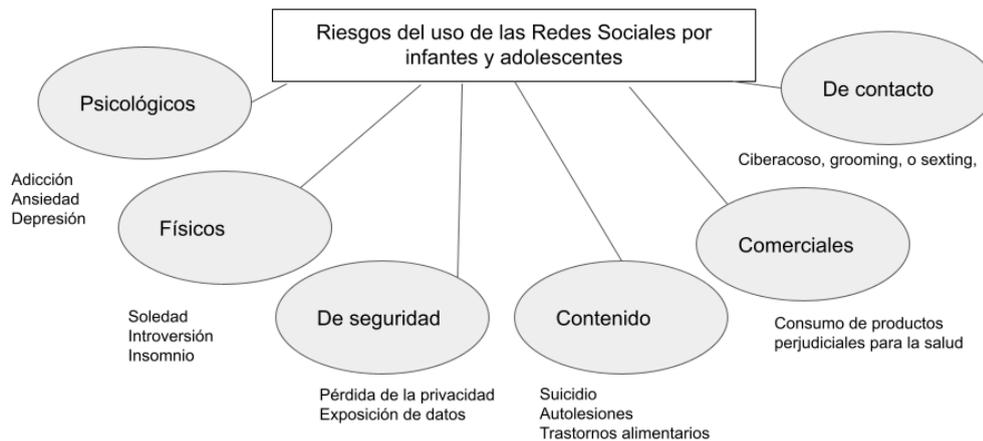 Riesgos del uso de las Redes Sociales por
infantes y adolescentes
Psicológicos
Adicción
Ansiedad
Depresión
Físicos
Soledad
Introversión
Insomnio
De seguridad
Pérdida de la privacidad
Exposición de datos
Contenido
Suicidio
Autolesiones
Trastornos alimentarios
Comerciales
Consumo de productos
perjudiciales para la salud
De contacto
Ciberacoso, grooming, o sexting,